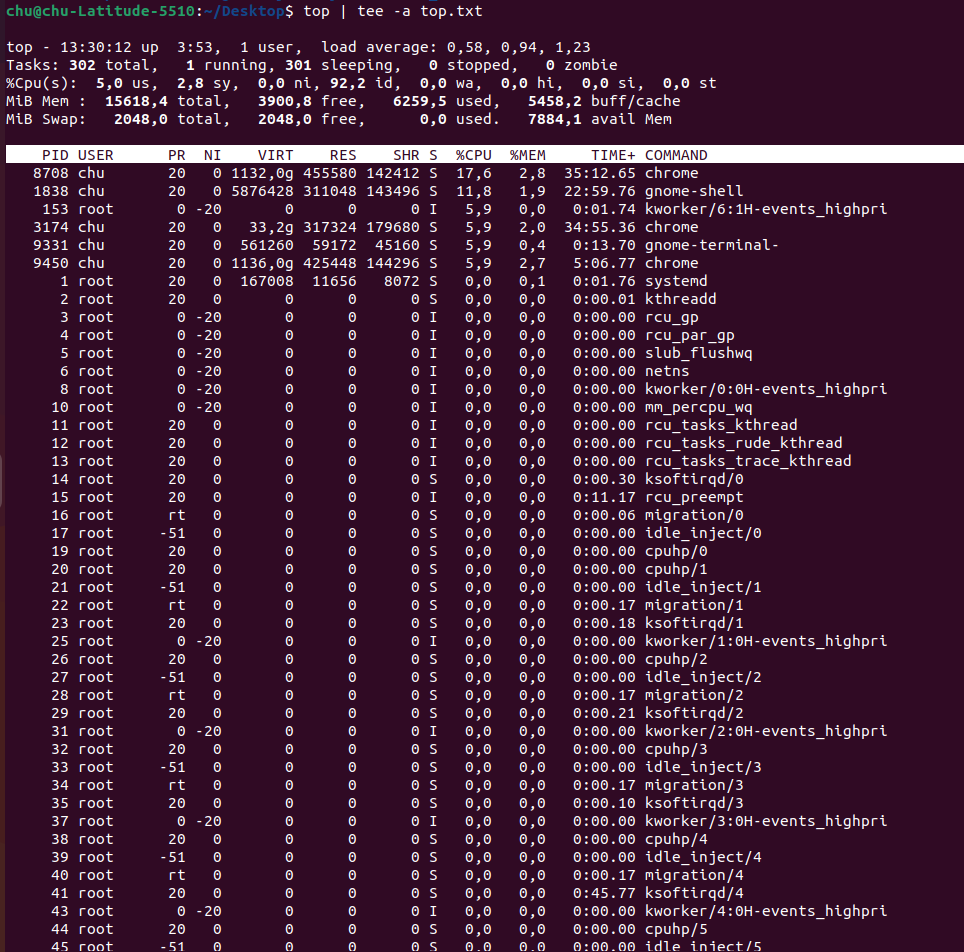 chu@chu-Latitude-5510:~/Desktop$ top | tee -a top.txt
top - 13:30:12 up  3:53,  1 user,  load average: 0,58, 0,94, 1,23
Tasks: 302 total,   1 running, 301 sleeping,   0 stopped,   0 zombie
%Cpu(s):  5,0 us,  2,8 sy,  0,0 ni, 92,2 id,  0,0 wa,  0,0 hi,  0,0 si,  0,0 st
MiB Mem :  15618,4 total,   3900,8 free,   6259,5 used,   5458,2 buff/cache
MiB Swap:   2048,0 total,   2048,0 free,      0,0 used.   7884,1 avail Mem
PID USER      PR  NI    VIRT    RES    SHR S  %CPU  %MEM     TIME+ COMMAND
8708 chu       20   0 1132,0g 455580 142412 S  17,6   2,8  35:12.65 chrome
1838 chu       20   0 5876428 311048 143496 S  11,8   1,9  22:59.76 gnome-shell
153 root       0 -20       0      0      0 I   5,9   0,0   0:01.74 kworker/6:1H-events_highpri
3174 chu       20   0   33,2g 317324 179680 S   5,9   2,0  34:55.36 chrome
9331 chu       20   0  561260  59172  45160 S   5,9   0,4   0:13.70 gnome-terminal-
9450 chu       20   0 1136,0g 425448 144296 S   5,9   2,7   5:06.77 chrome
1 root      20   0  167008  11656   8072 S   0,0   0,1   0:01.76 systemd
2 root      20   0       0      0      0 S   0,0   0,0   0:00.01 kthreadd
3 root       0 -20       0      0      0 I   0,0   0,0   0:00.00 rcu_gp
4 root       0 -20       0      0      0 I   0,0   0,0   0:00.00 rcu_par_gp
5 root       0 -20       0      0      0 I   0,0   0,0   0:00.00 slub_flushwq
6 root       0 -20       0      0      0 I   0,0   0,0   0:00.00 netns
8 root       0 -20       0      0      0 I   0,0   0,0   0:00.00 kworker/0:0H-events_highpri
10 root       0 -20       0      0      0 I   0,0   0,0   0:00.00 mm_percpu_wq
11 root      20   0       0      0      0 I   0,0   0,0   0:00.00 rcu_tasks_kthread
12 root      20   0       0      0      0 I   0,0   0,0   0:00.00 rcu_tasks_rude_kthread
13 root      20   0       0      0      0 I   0,0   0,0   0:00.00 rcu_tasks_trace_kthread
14 root      20   0       0      0      0 S   0,0   0,0   0:00.30 ksoftirqd/0
15 root      20   0       0      0      0 I   0,0   0,0   0:11.17 rcu_preempt
16 root      rt   0       0      0      0 S   0,0   0,0   0:00.06 migration/0
17 root     -51   0       0      0      0 S   0,0   0,0   0:00.00 idle_inject/0
19 root      20   0       0      0      0 S   0,0   0,0   0:00.00 cpuhp/0
20 root      20   0       0      0      0 S   0,0   0,0   0:00.00 cpuhp/1
21 root     -51   0       0      0      0 S   0,0   0,0   0:00.00 idle_inject/1
22 root      rt   0       0      0      0 S   0,0   0,0   0:00.17 migration/1
23 root      20   0       0      0      0 S   0,0   0,0   0:00.18 ksoftirqd/1
25 root       0 -20       0      0      0 I   0,0   0,0   0:00.00 kworker/1:0H-events_highpri
26 root      20   0       0      0      0 S   0,0   0,0   0:00.00 cpuhp/2
27 root     -51   0       0      0      0 S   0,0   0,0   0:00.00 idle_inject/2
28 root      rt   0       0      0      0 S   0,0   0,0   0:00.17 migration/2
29 root      20   0       0      0      0 S   0,0   0,0   0:00.21 ksoftirqd/2
31 root       0 -20       0      0      0 I   0,0   0,0   0:00.00 kworker/2:0H-events_highpri
32 root      20   0       0      0      0 S   0,0   0,0   0:00.00 cpuhp/3
33 root     -51   0       0      0      0 S   0,0   0,0   0:00.00 idle_inject/3
34 root      rt   0       0      0      0 S   0,0   0,0   0:00.17 migration/3
35 root      20   0       0      0      0 S   0,0   0,0   0:00.10 ksoftirqd/3
37 root       0 -20       0      0      0 I   0,0   0,0   0:00.00 kworker/3:0H-events_highpri
38 root      20   0       0      0      0 S   0,0   0,0   0:00.00 cpuhp/4
39 root     -51   0       0      0      0 S   0,0   0,0   0:00.00 idle_inject/4
40 root      rt   0       0      0      0 S   0,0   0,0   0:00.17 migration/4
41 root      20   0       0      0      0 S   0,0   0,0   0:45.77 ksoftirqd/4
43 root       0 -20       0      0      0 I   0,0   0,0   0:00.00 kworker/4:0H-events_highpri
44 root      20   0       0      0      0 S   0,0   0,0   0:00.00 cpuhp/5
45 root     -51   0       0      0      0 S   0,0   0,0   0:00.00 idle_inject/5